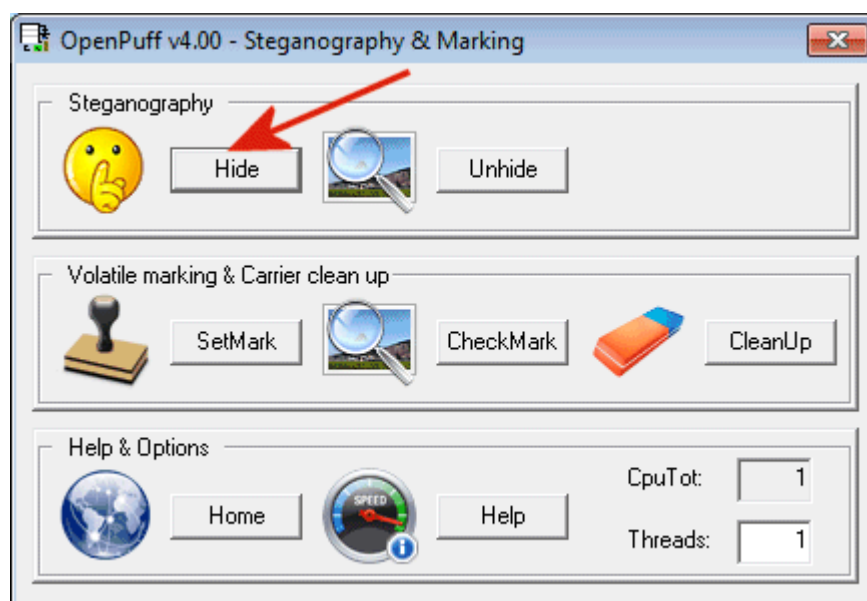 OpenPuff v4.00 - Steganography & Marking
Steganography
Hide
Unhide
Volatile marking & Carrier clean up
SetMark
CheckMark
CleanUp
Help & Options
Home
SPEED
Help
CpuTot: 1
Threads: 1